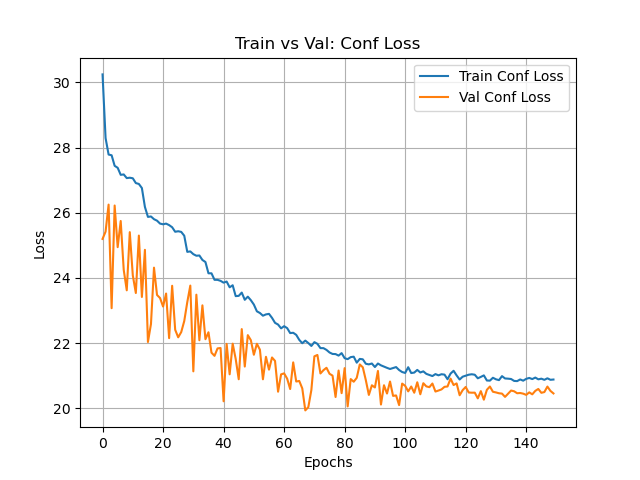 Train vs Val: Conf Loss
Train Conf Loss
Val Conf Loss
30
28
26
24
22
20
Loss
0 20 40 60 80 100 120 140
Epochs